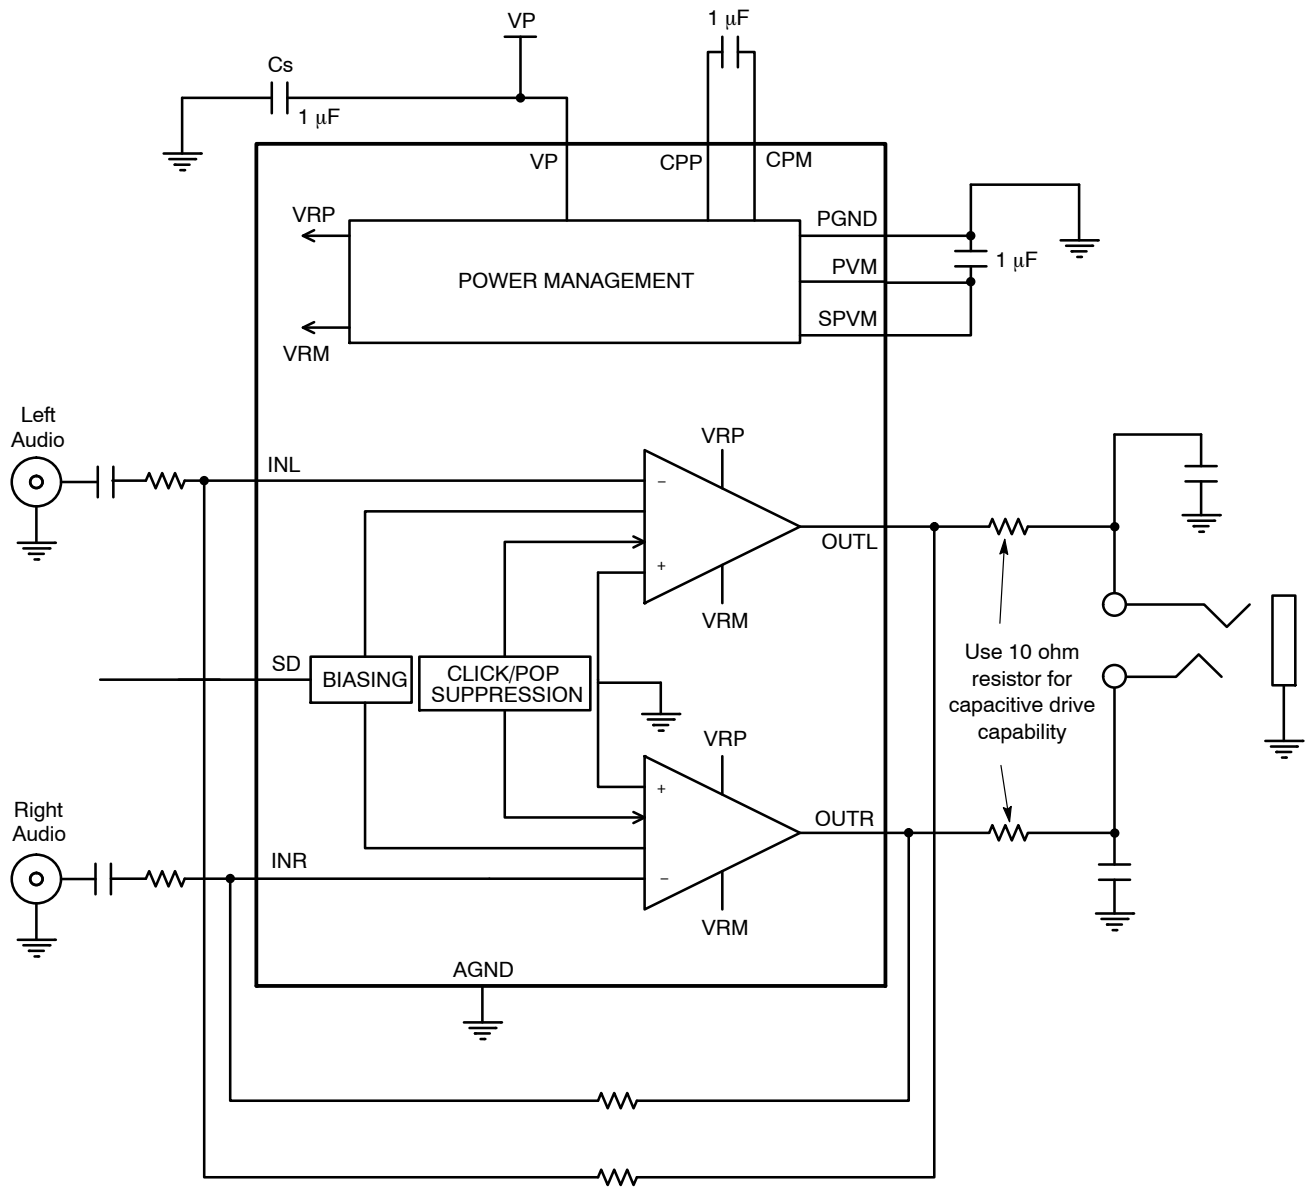 VP
1 μF
Cs
1 μF
VP
CPP
CPM
VRP
PGND
POWER MANAGEMENT
PVM
1 μF
SPVM
VRM
Left
Audio
INL
VRP
−
+
OUTL
VRM
SD
BIASING
CLICK/POP
SUPPRESSION
Use 10 ohm
resistor for
capacitive drive
capability
VRP
+
−
OUTR
VRM
Right
Audio
INR
AGND